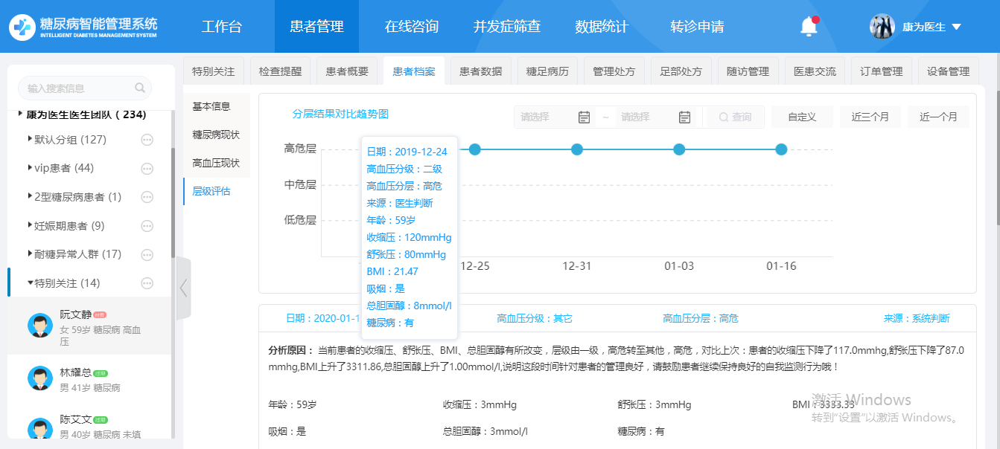 糖尿病智能管理系统
INTELLIGENT DIABETES MANAGEMENT SYSTEM
工作台 患者管理 在线咨询 并发症筛查 数据统计 转诊申请 康为医生
输入搜索信息
康为医生医生团队 ( 234)
默认分组 (127)
vip患者 (44)
2型糖尿病患者 (1)
妊娠期患者 (9)
耐糖异常人群 (17)
特别关注 (14)
阮文静 付费
女 59岁 糖尿病 高血
压
林耀总 过期
男 41岁 糖尿病
陈艾文 过期
男 40岁 糖尿病 未填
特别关注 检查提醒 患者概要 患者档案 患者数据 糖足病历 管理处方 足部处方 随访管理 医患交流 订单管理 设备管理
基本信息
糖尿病现状
高血压现状
层级评估
分层结果对比趋势图 请选择 ~ 请选择 查询 自定义 近三个月 近一个月
高危层
中危层
低危层
日期：2019-12-24
高血压分级：二级
高血压分层：高危
来源：医生判断
年龄：59岁
收缩压：120mmHg
舒张压：80mmHg
BMI：21.47
吸烟：是
总胆固醇：8mmol/l
糖尿病：有
12-25 12-31 01-03 01-16
日期：2020-01-1 高血压分级：其它 高血压分层：高危 来源：系统判断
分析原因： 当前患者的收缩压、舒张压、BMI、总胆固醇有所改变，层级由一级，高危转至其他，高危，对比上次：患者的收缩压下降了117.0mmhg,舒张压下降了87.0
mmhg,BMI上升了3311.86,总胆固醇上升了1.00mmol/l,说明这段时间针对患者的管理良好，请鼓励患者继续保持良好的自我监测行为哦！
年龄：59岁 收缩压：3mmHg 舒张压：3mmHg BMI：3333.33
吸烟：是 总胆固醇：3mmol/l 糖尿病：有
激活 Windows
转到"设置"以激活 Windows。